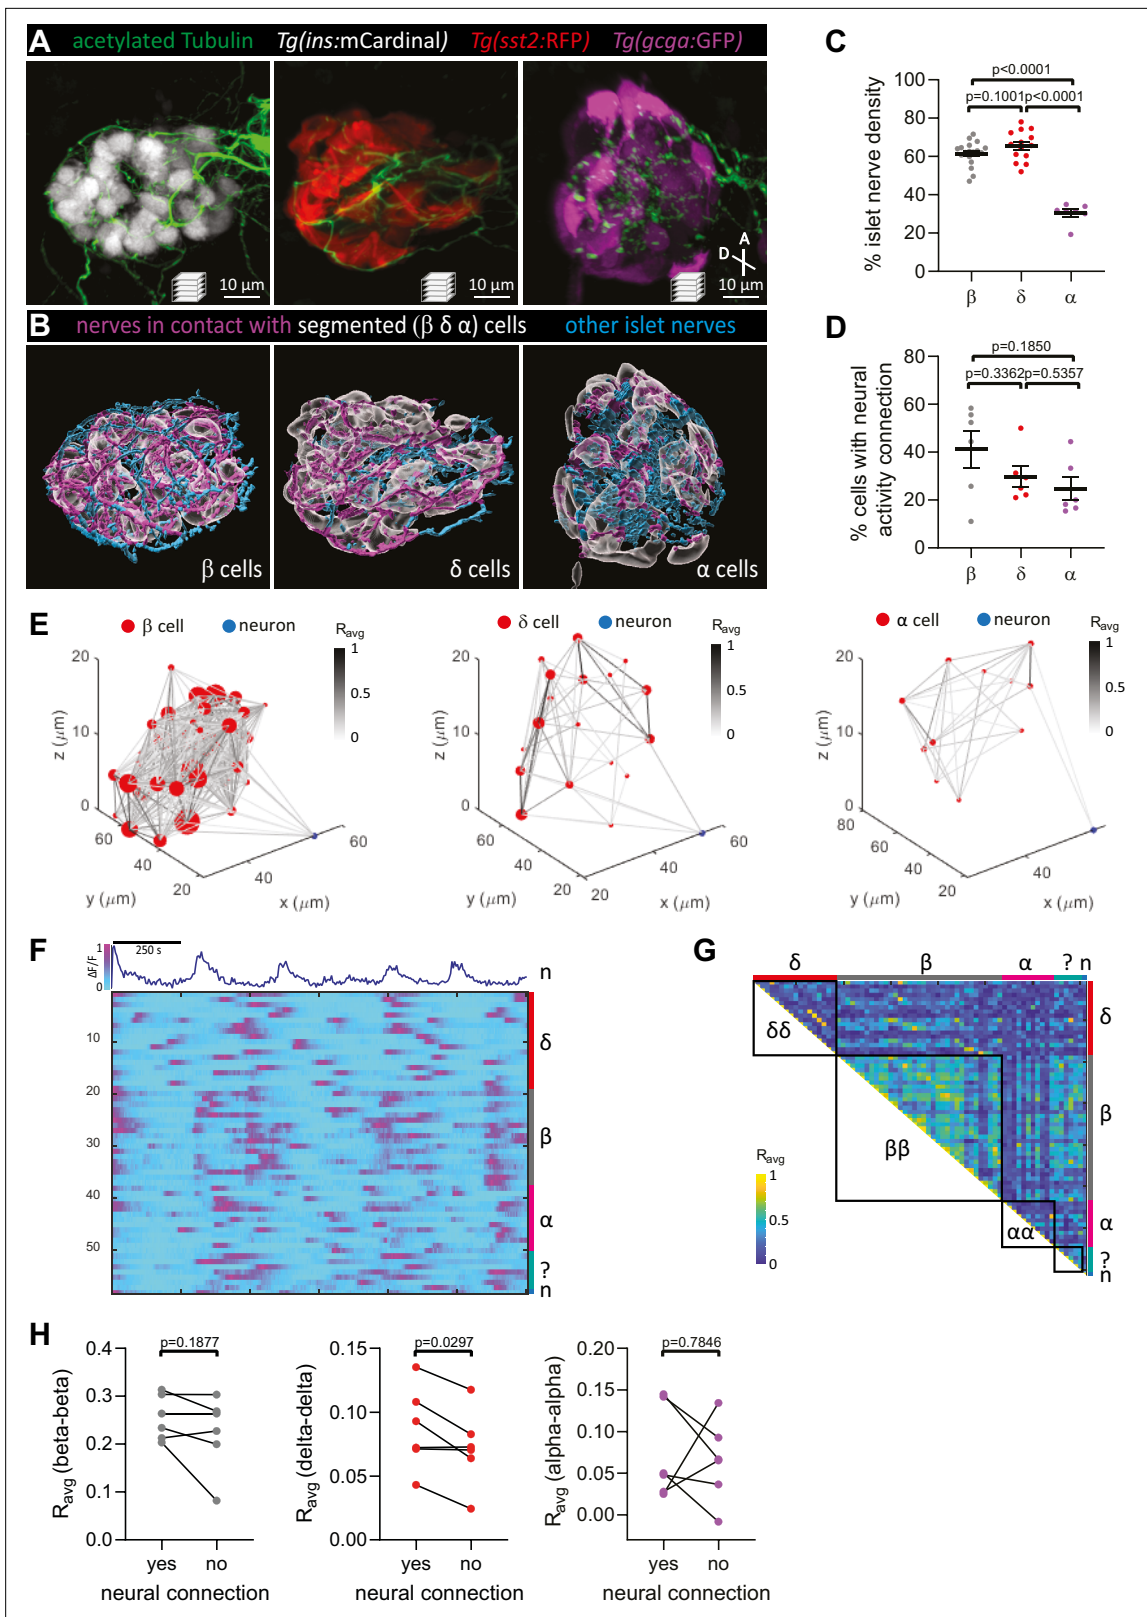 A acetylated Tubulin Tg(ins:mCardinal) Tg(sst2:RFP) Tg(gcga:GFP)
10 µm
10 µm
A
D
10 µm
B nerves in contact with segmented (β δ α) cells other islet nerves
β cells
δ cells
α cells
C
% islet nerve density
p<0.0001
p=0.1001 p<0.0001
100
80
60
40
20
0
β δ α
D
% cells with neural
activity connection
p=0.1850
p=0.3362 p=0.5357
80
60
40
20
0
β δ α
E
β cell neuron
Ravg
1
0.5
0
z (µm)
20
10
0
60
40
20
y (µm)
40
60
x (µm)
δ cell neuron
Ravg
1
0.5
0
z (µm)
20
10
0
60
40
20
y (µm)
20
40
60
x (µm)
α cell neuron
Ravg
1
0.5
0
z (µm)
20
10
0
80
60
40
20
y (µm)
40
60
x (µm)
F
1
ΔF/F
0
250 s
n
10
20
30
40
50
δ
β
α
?
n
G
δ β α ? n
δδ
ββ
αα
δ
β
α
?
n
Ravg
1
0.5
0
H
p=0.1877
Ravg (beta-beta)
0.4
0.3
0.2
0.1
0.0
yes no
neural connection
p=0.0297
Ravg (delta-delta)
0.15
0.10
0.05
0.00
yes no
neural connection
p=0.7846
Ravg (alpha-alpha)
0.20
0.15
0.10
0.05
0.00
yes no
neural connection